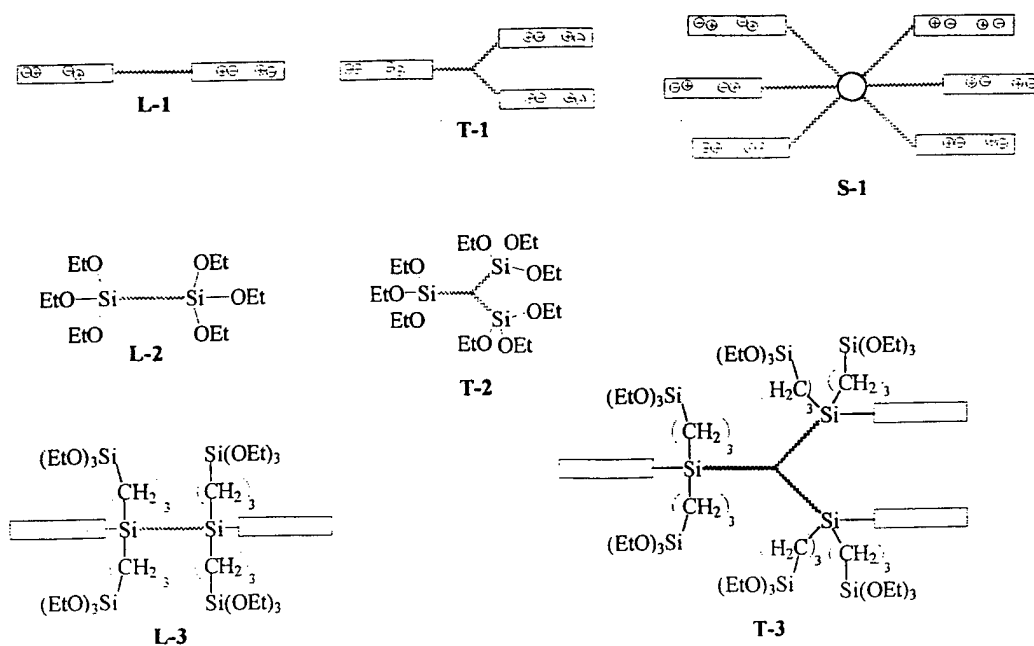 L-1
T-1
S-1
EtO OEt
EtO—Si Si—OEt
EtO OEt
L-2
EtO OEt
EtO Si OEt
EtO—Si
EtO Si OEt
EtO OEt
T-2
(EtO)₃Si Si(OEt)₃
(CH₂)₃ (CH₂)₃
Si Si
(CH₂)₃ (CH₂)₃
(EtO)₃Si Si(OEt)₃
L-3
(EtO)₃Si Si(OEt)₃
(EtO)₃Si H₂C)₃ (CH₂)₃
(CH₂)₃ Si
Si
(CH₂)₃ Si
(EtO)₃Si H₂C)₃ (CH₂)₃
(EtO)₃Si Si(OEt)₃
T-3